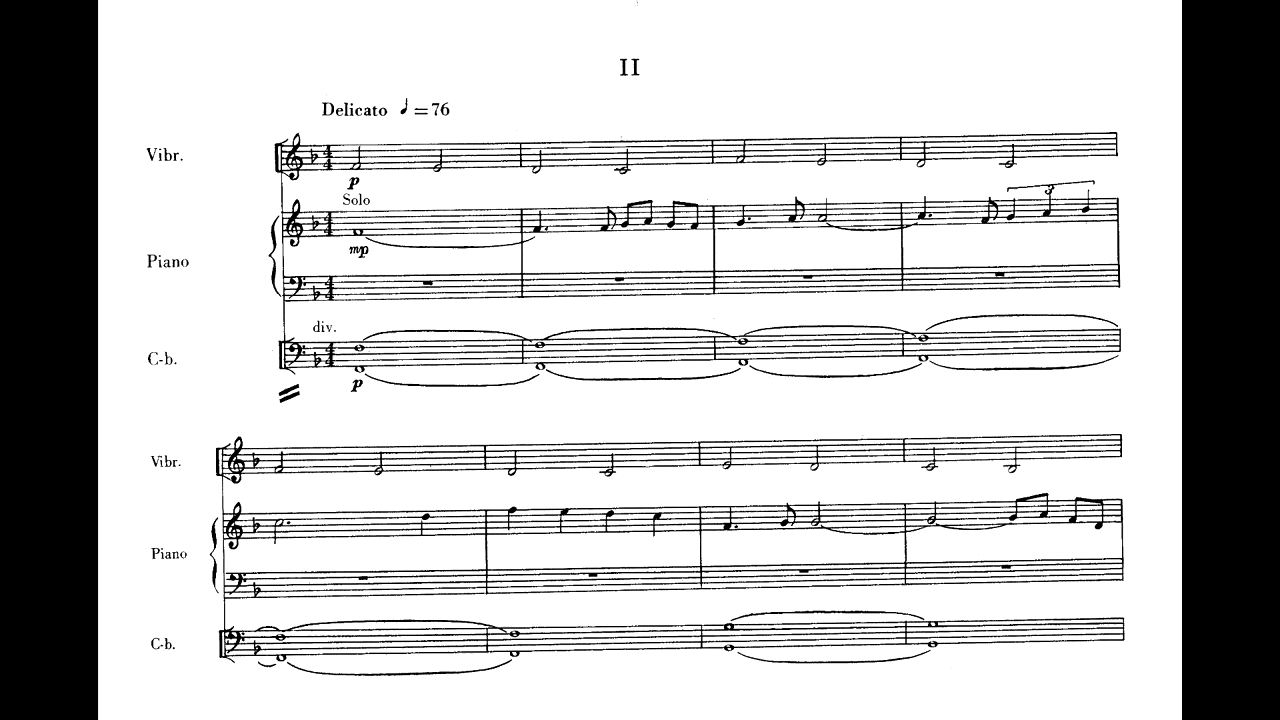 II
Delicato ♩ = 76
Vibr.
p
Solo
mp
Piano
div.
C-b.
p
3
Vibr.
Piano
C-b.